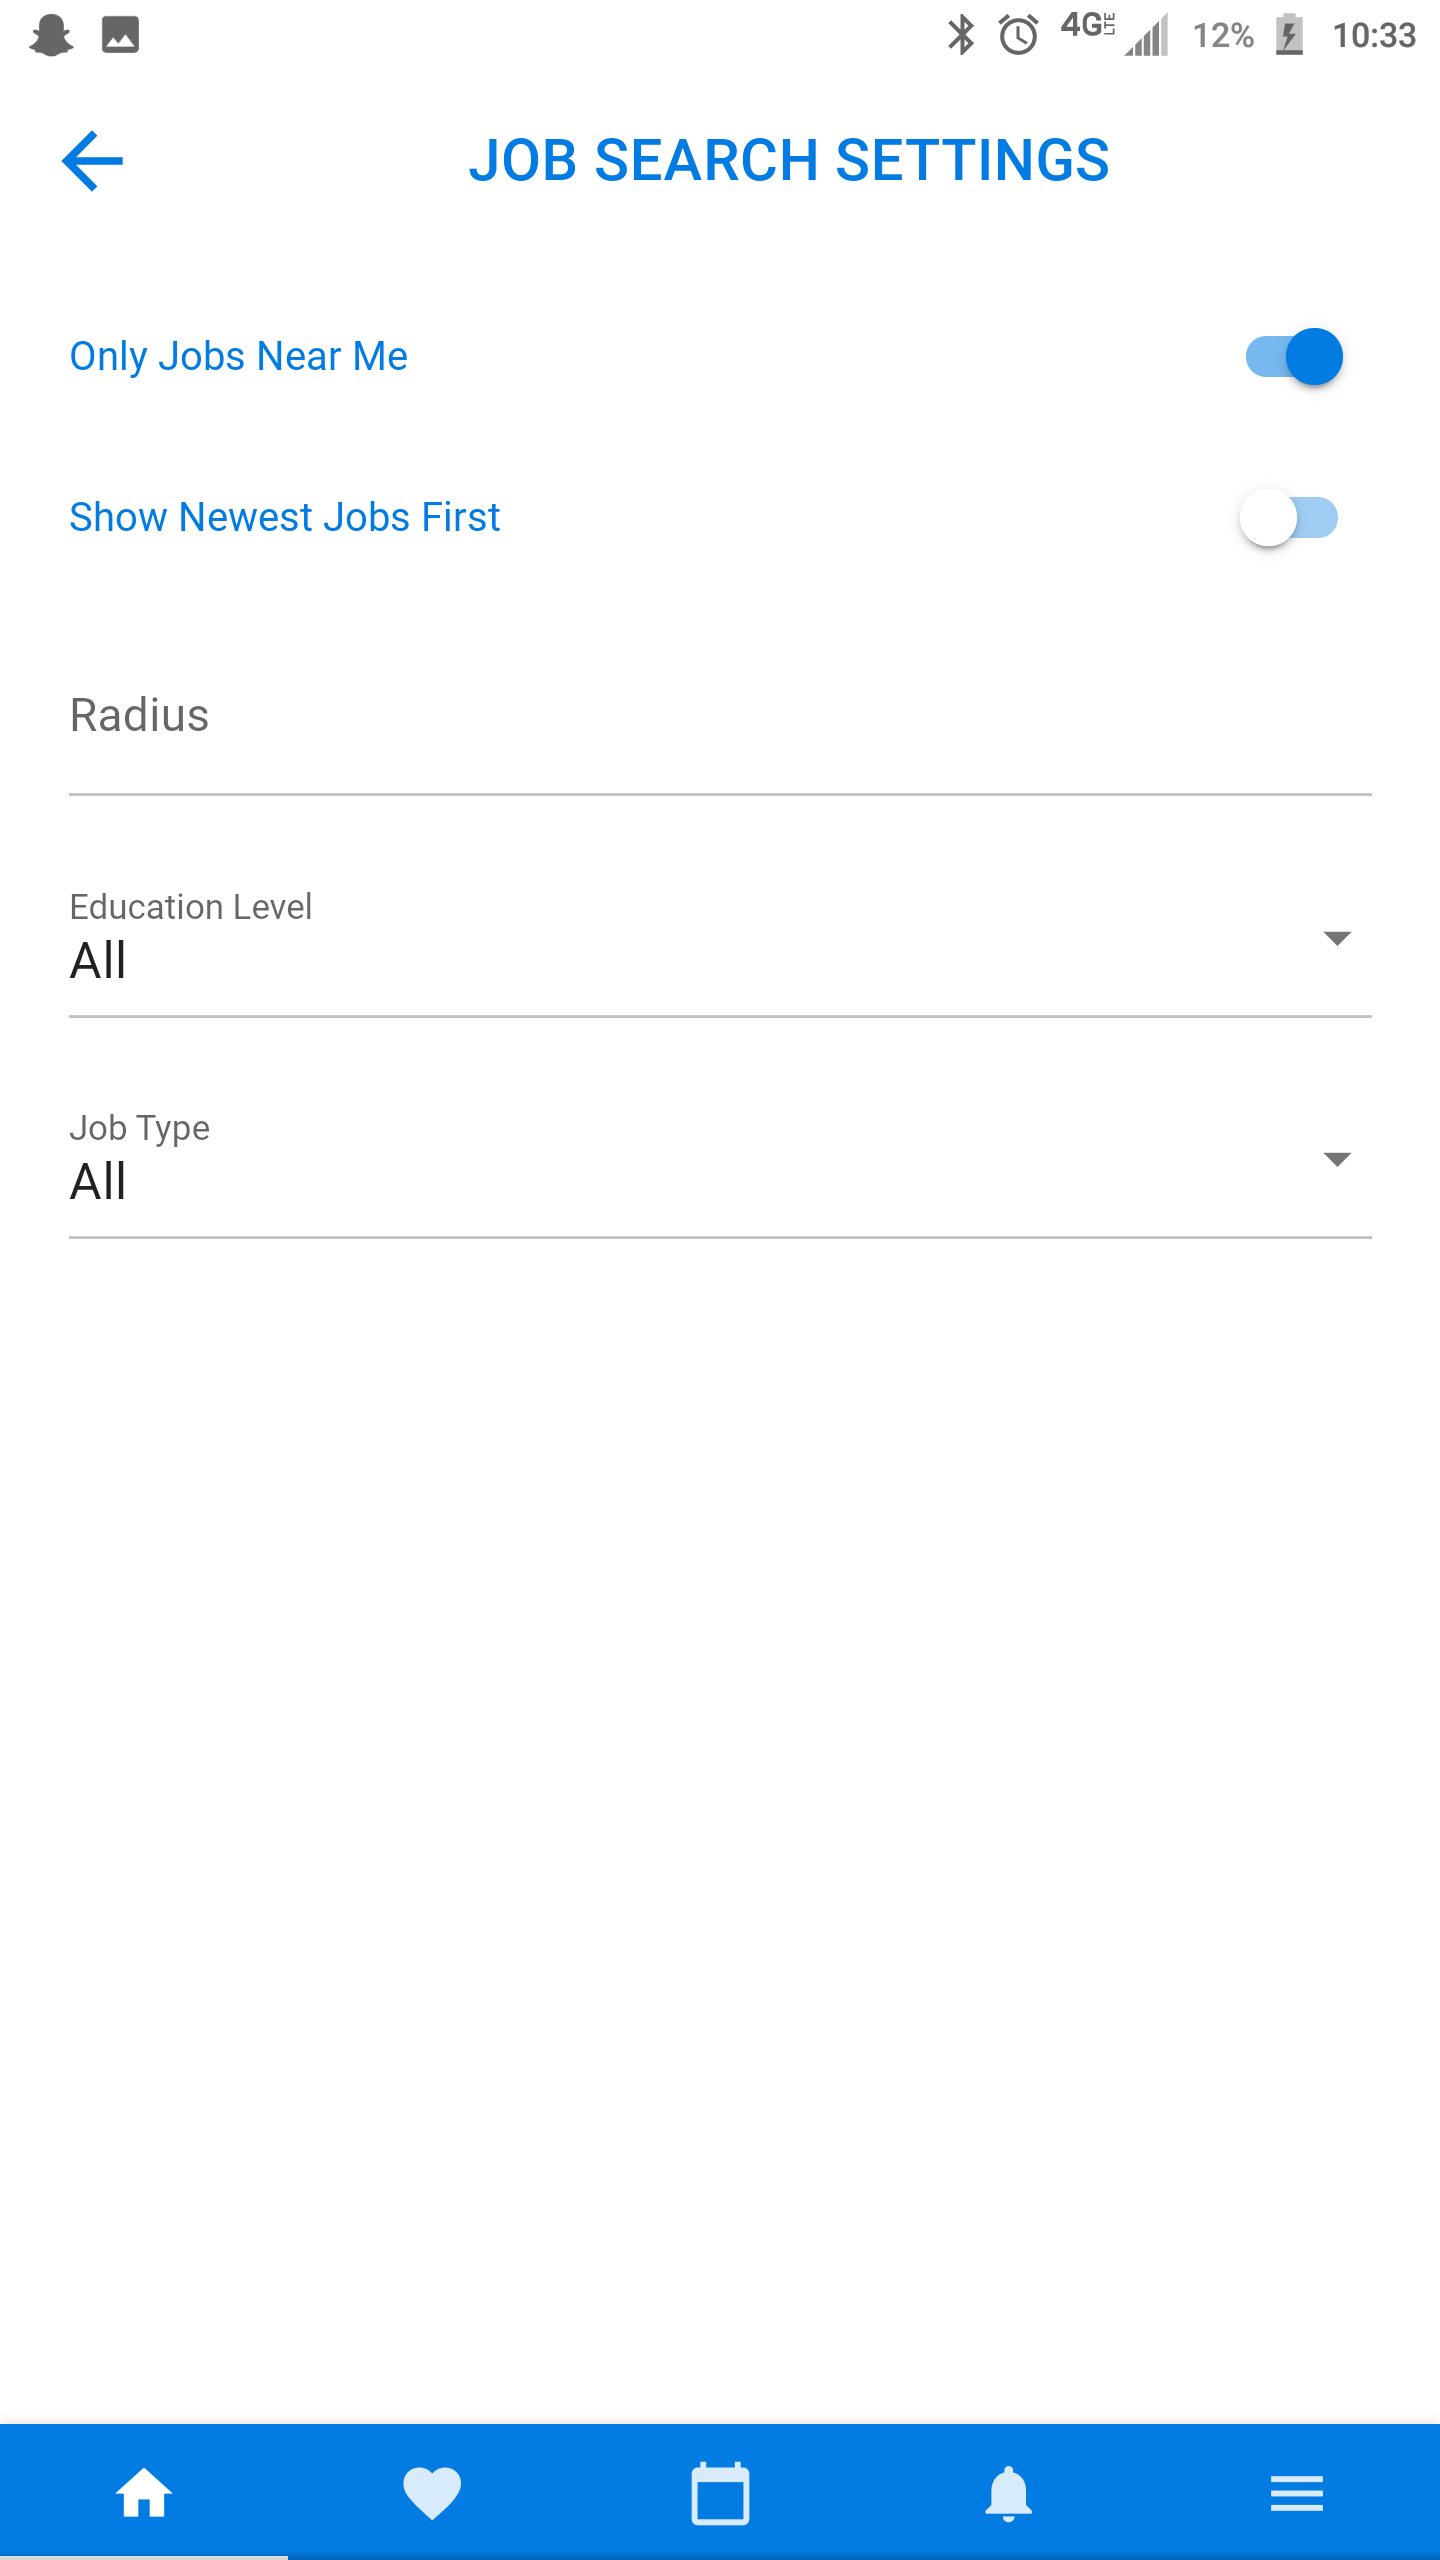 4G LTE 12% 10:33
JOB SEARCH SETTINGS
Only Jobs Near Me
Show Newest Jobs First
Radius
Education Level
All
Job Type
All